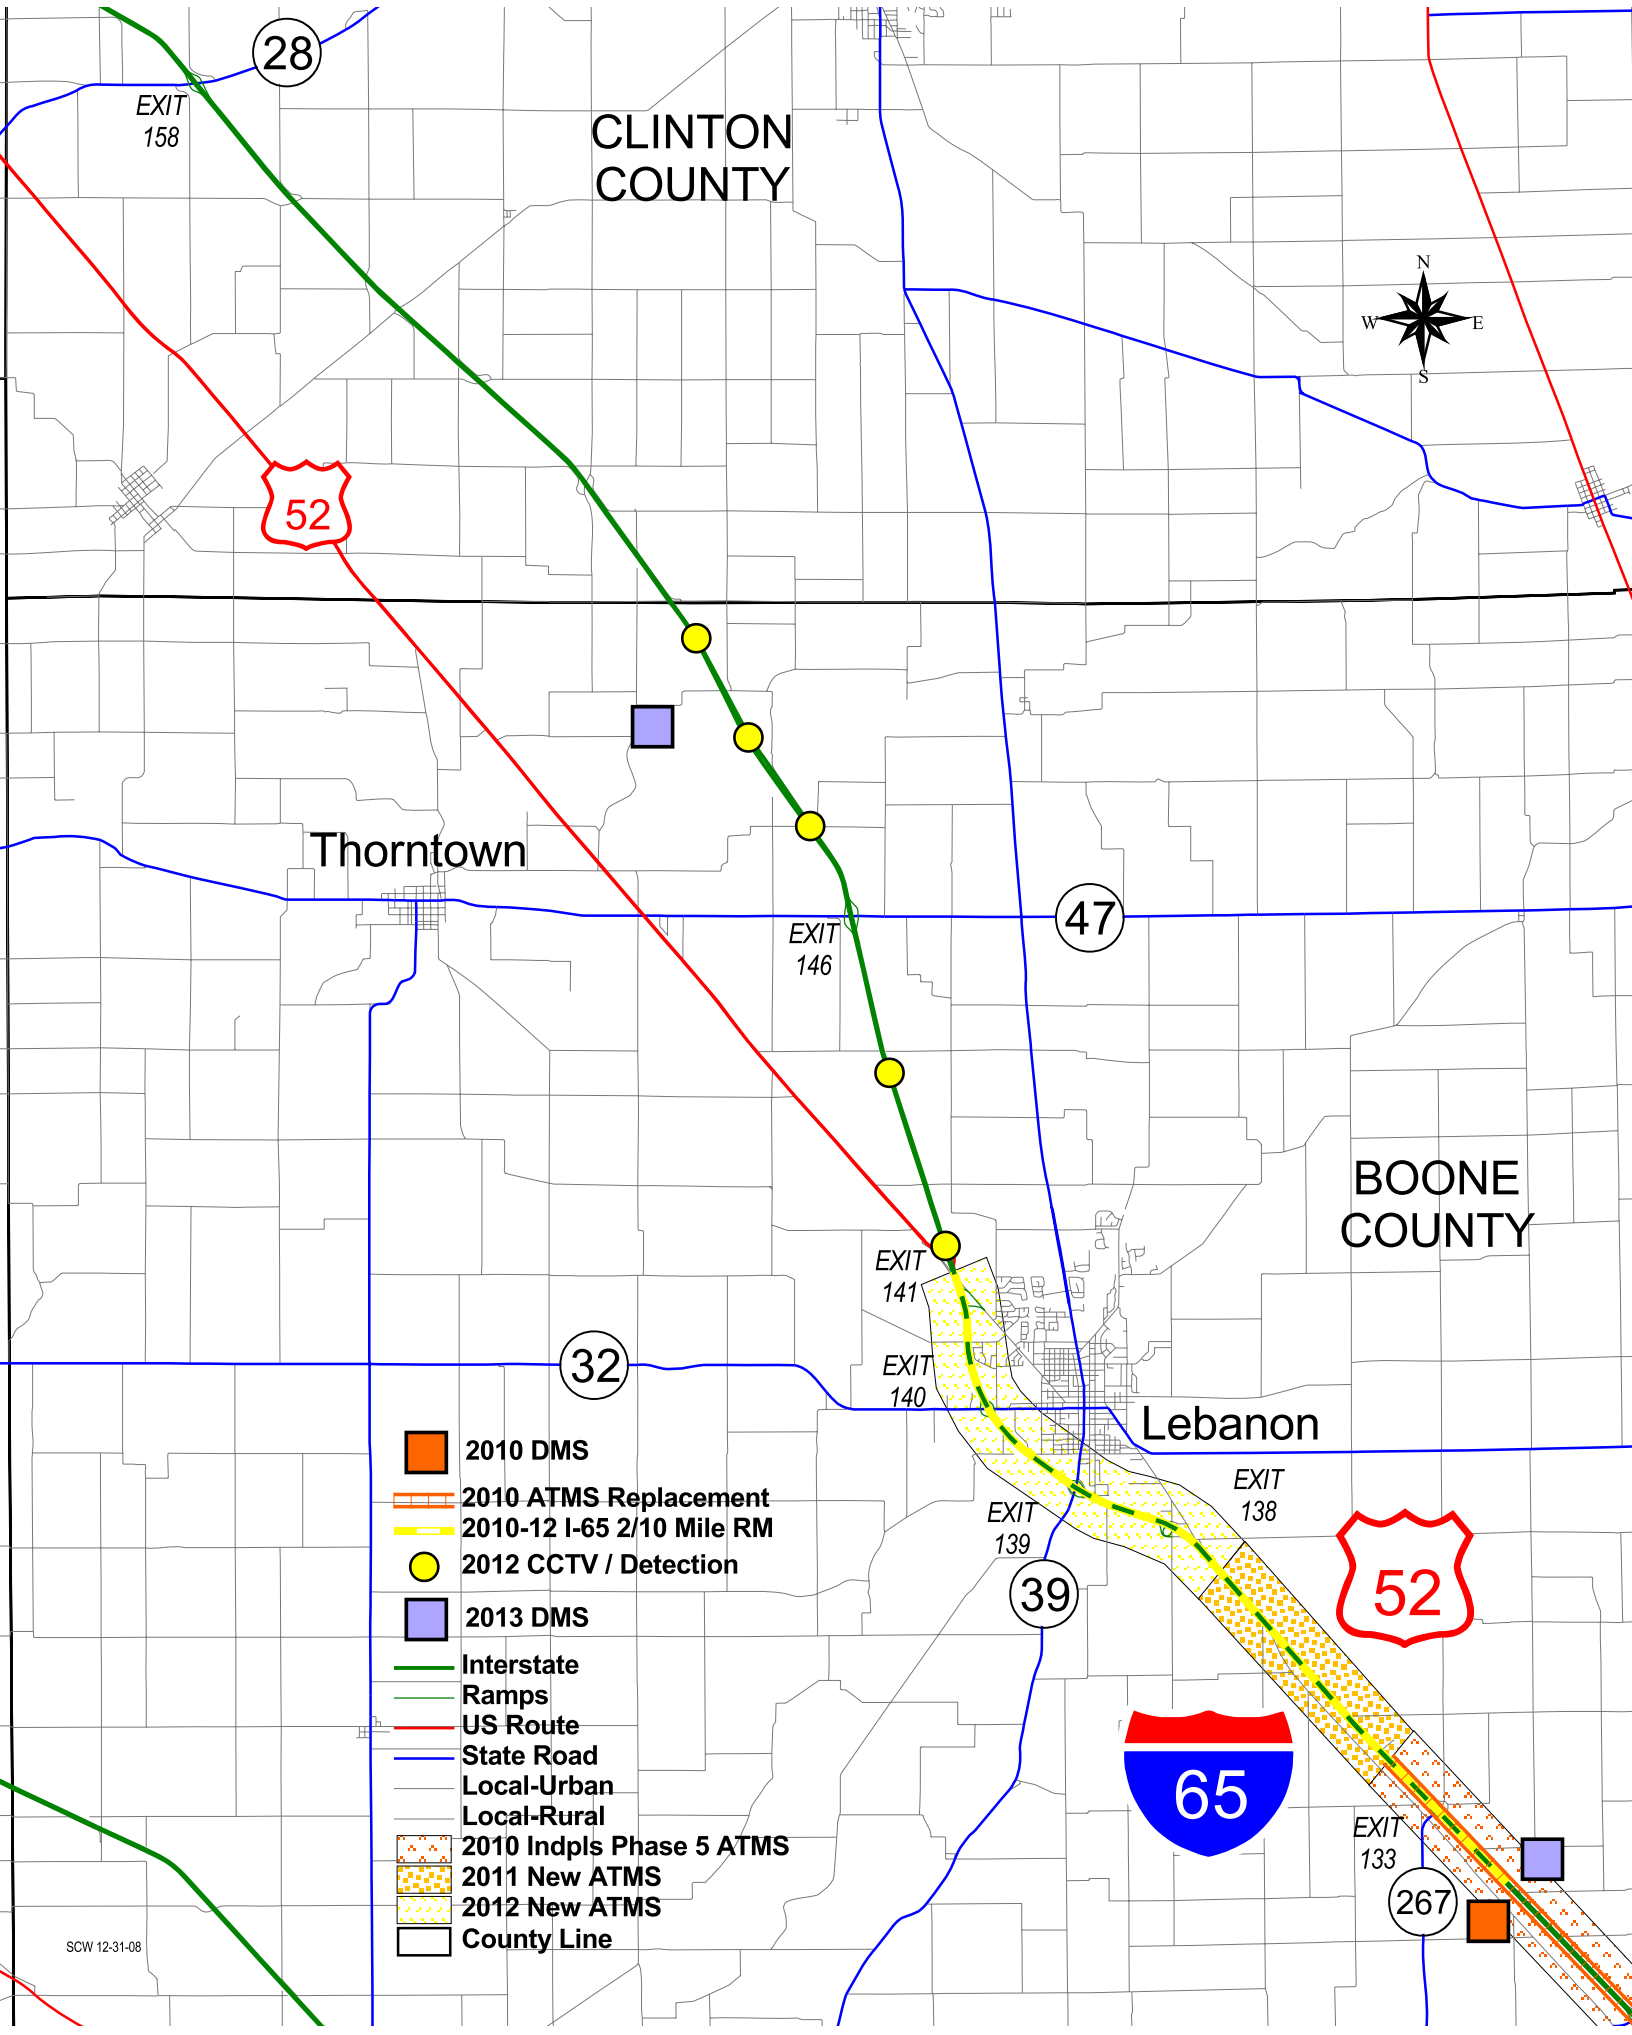 28
EXIT
158
CLINTON
COUNTY
N
W
E
S
52
Thorntown
47
EXIT
146
BOONE
COUNTY
EXIT
141
32
EXIT
140
Lebanon
EXIT
138
EXIT
139
39
52
65
EXIT
133
267
2010 DMS
2010 ATMS Replacement
2010-12 I-65 2/10 Mile RM
2012 CCTV / Detection
2013 DMS
Interstate
Ramps
US Route
State Road
Local-Urban
Local-Rural
2010 Indpls Phase 5 ATMS
2011 New ATMS
2012 New ATMS
County Line
SCW 12-31-08